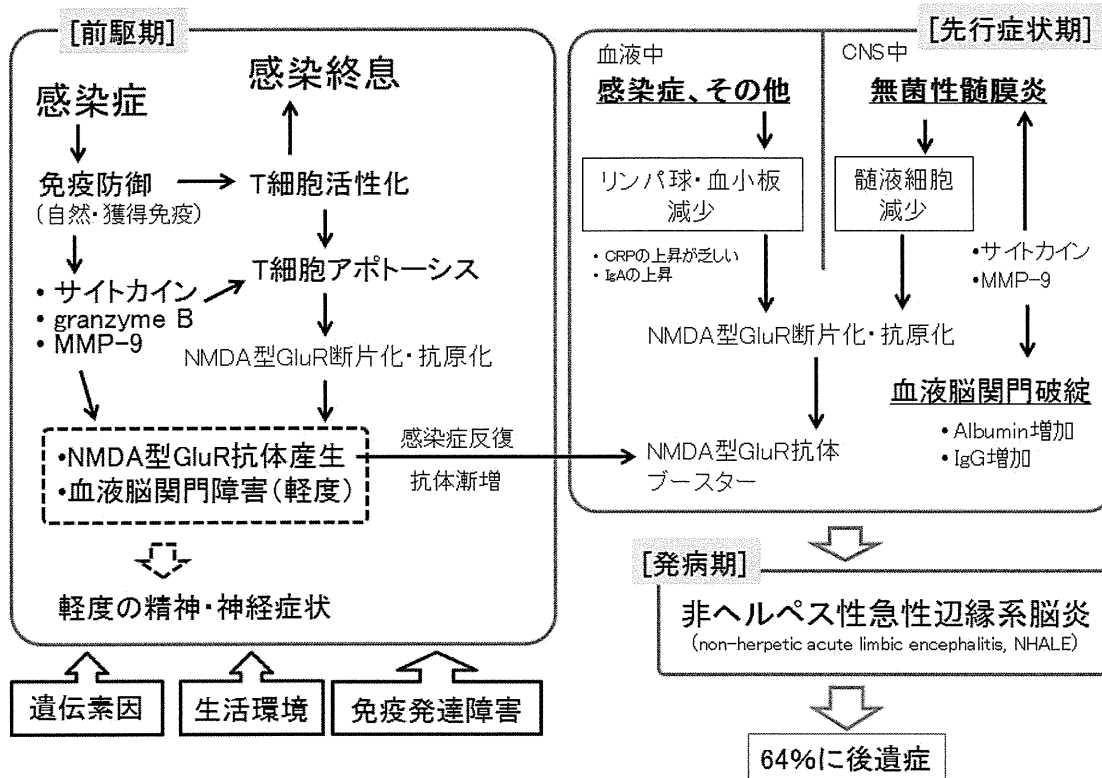 [前駆期]
感染症
感染終息
免疫防御
(自然・獲得免疫)
T細胞活性化
T細胞アポトーシス
• サイトカイン
• granzyme B
• MMP-9
NMDA型GluR断片化・抗原化
•NMDA型GluR抗体産生
•血液脳関門障害(軽度)
軽度の精神・神経症状
遺伝素因
生活環境
免疫発達障害
感染症反復
抗体漸増
[先行症状期]
血液中
感染症、その他
リンパ球・血小板
減少
• CRPの上昇が乏しい
• IgAの上昇
CNS中
無菌性髄膜炎
髄液細胞
減少
•サイトカイン
•MMP-9
NMDA型GluR断片化・抗原化
NMDA型GluR抗体
ブースター
血液脳関門破綻
• Albumin増加
• IgG増加
[発病期]
非ヘルペス性急性辺縁系脳炎
(non-herpetic acute limbic encephalitis, NHALE)
64%に後遺症